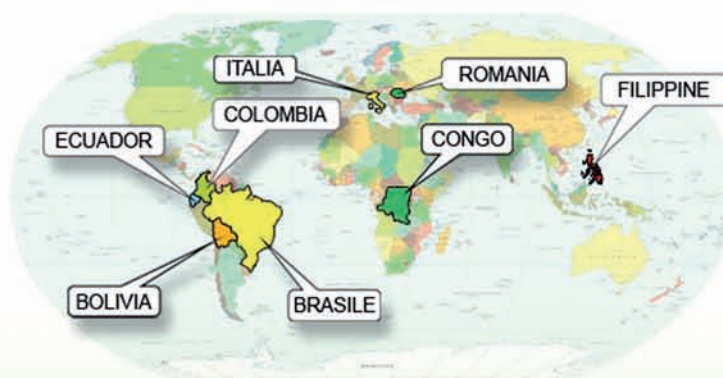 ITALIA
ROMANIA
FILIPPINE
COLOMBIA
ECUADOR
CONGO
BOLIVIA
BRASILE